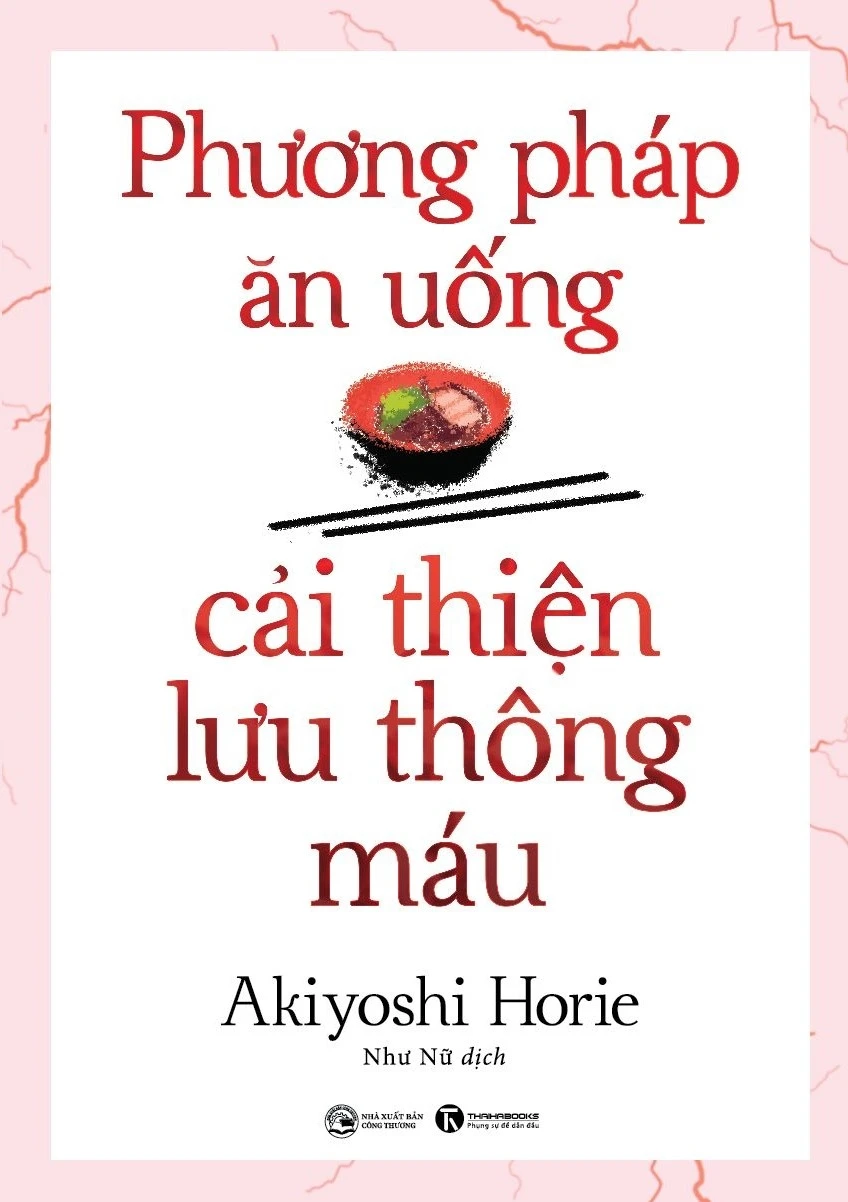 Phương pháp
ăn uống
cải thiện
lưu thông
máu
Akiyoshi Horie
Như Nữ dịch
NHÀ XUẤT BẢN
CÔNG THƯƠNG
THAIHABOOKS
Phụng sự để dẫn đầu